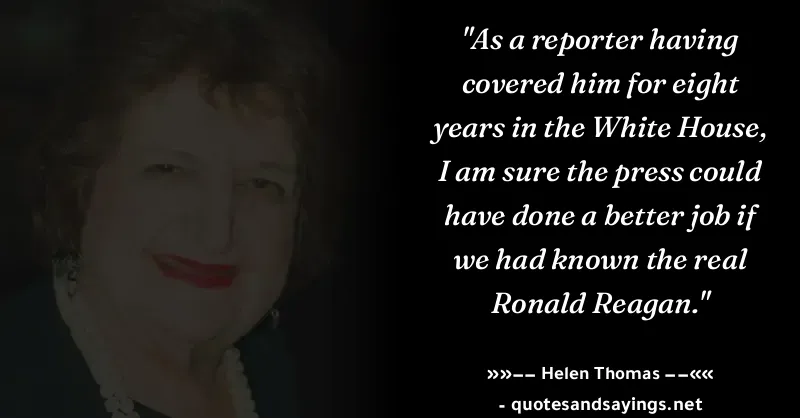 "As a reporter having
covered him for eight
years in the White House,
I am sure the press could
have done a better job if
we had known the real
Ronald Reagan."
»»–– Helen Thomas ––««
- quotesandsayings.net